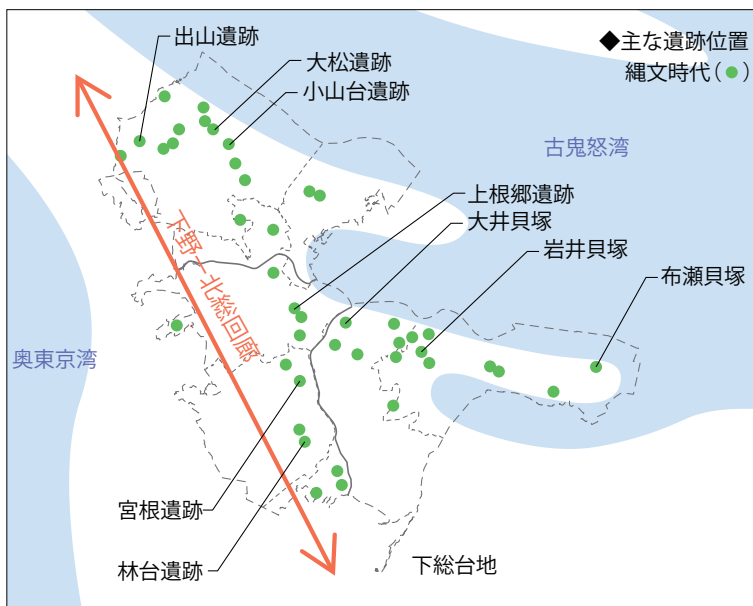 出山遺跡
◆主な遺跡位置
大松遺跡
縄文時代（●）
小山台遺跡
古鬼怒湾
上根郷遺跡
大井貝塚
岩井貝塚
布瀬貝塚
下野ー北総回廊
奥東京湾
宮根遺跡
林台遺跡
下総台地